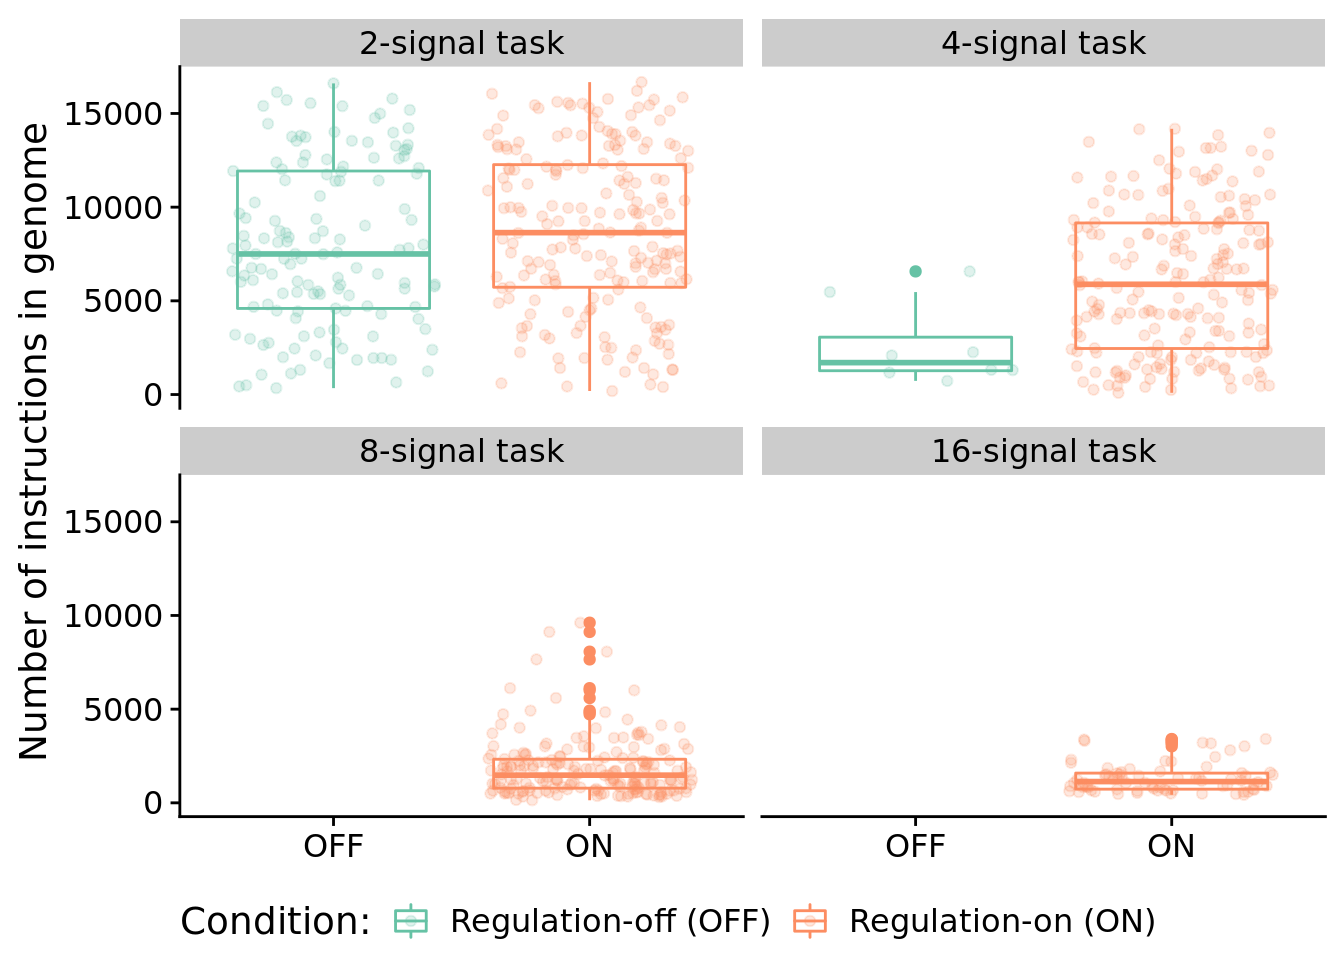 Number of instructions in genome
2-signal task
4-signal task
15000
10000
5000
0
8-signal task
16-signal task
15000
10000
5000
0
OFF
ON
OFF
ON
Condition: Regulation-off (OFF) Regulation-on (ON)